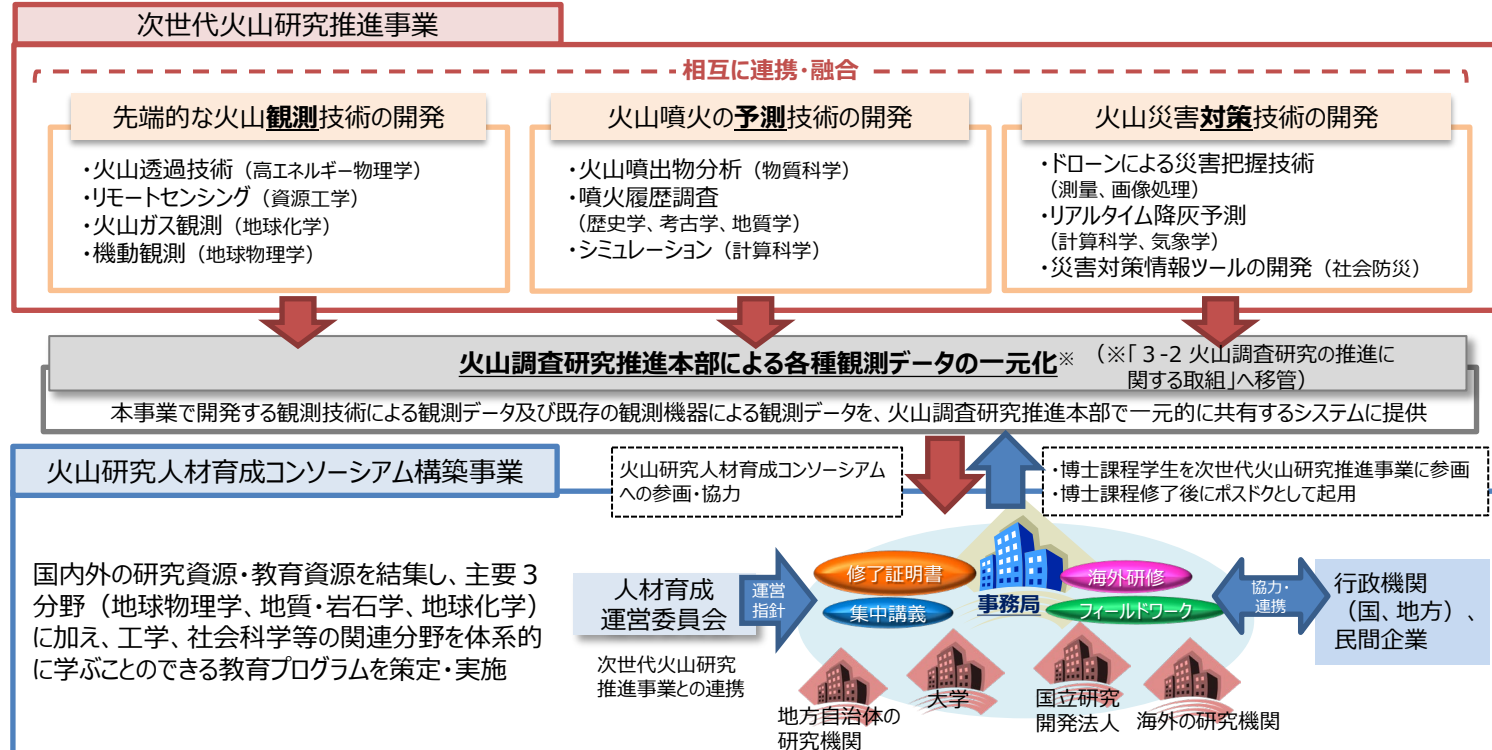 次世代火山研究推進事業
相互に連携・融合
先端的な火山観測技術の開発
・火山透過技術（高エネルギー物理学）
・リモートセンシング（資源工学）
・火山ガス観測（地球化学）
・機動観測（地球物理学）
火山噴火の予測技術の開発
・火山噴出物分析（物質科学）
・噴火履歴調査
（歴史学、考古学、地質学）
・シミュレーション（計算科学）
火山災害対策技術の開発
・ドローンによる災害把握技術
（測量、画像処理）
・リアルタイム降灰予測
（計算科学、気象学）
・災害対策情報ツールの開発（社会防災）
火山調査研究推進本部による各種観測データの一元化※
（※「３-２火山調査研究の推進に
関する取組」へ移管）
本事業で開発する観測技術による観測データ及び既存の観測機器による観測データを、火山調査研究推進本部で一元的に共有するシステムに提供
火山研究人材育成コンソーシアム構築事業
火山研究人材育成コンソーシアム
への参画・協力
・博士課程学生を次世代火山研究推進事業に参画
・博士課程修了後にポスドクとして起用
国内外の研究資源・教育資源を結集し、主要３
分野（地球物理学、地質・岩石学、地球化学）
に加え、工学、社会科学等の関連分野を体系的
に学ぶことのできる教育プログラムを策定・実施
人材育成
運営委員会
運営
指針
次世代火山研究
推進事業との連携
修了証明書
集中講義
事務局
海外研修
フィールドワーク
協力・
連携
行政機関
（国、地方）、
民間企業
地方自治体の
研究機関
大学
国立研究
開発法人
海外の研究機関